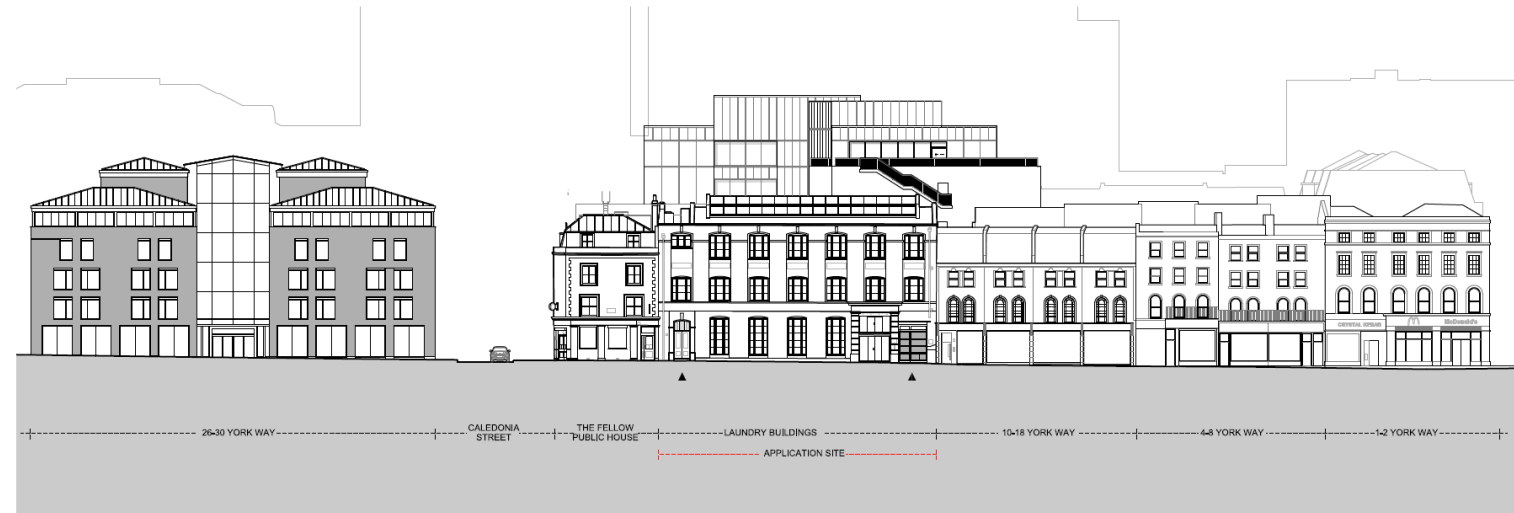 CRYSTAL KEBAB
McDonald's
26-30 YORK WAY
CALEDONIA
STREET
THE FELLOW
PUBLIC HOUSE
LAUNDRY BUILDINGS
10-18 YORK WAY
4-8 YORK WAY
1-2 YORK WAY
APPLICATION SITE